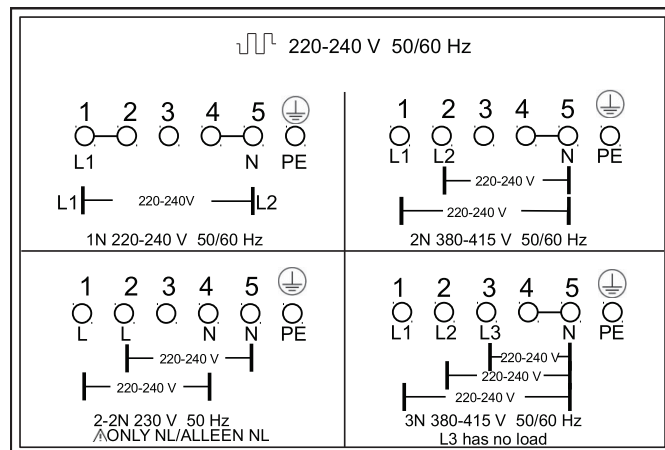 220-240 V 50/60 Hz
1 2 3 4 5
L1 N PE
L1 220-240V L2
1N 220-240 V 50/60 Hz
1 2 3 4 5
L1 L2 N PE
220-240 V
220-240 V
2N 380-415 V 50/60 Hz
1 2 3 4 5
L L N N PE
220-240 V
220-240 V
2-2N 230 V 50 Hz
⚠ONLY NL/ALLEEN NL
1 2 3 4 5
L1 L2 L3 N PE
220-240 V
220-240 V
220-240 V
3N 380-415 V 50/60 Hz
L3 has no load